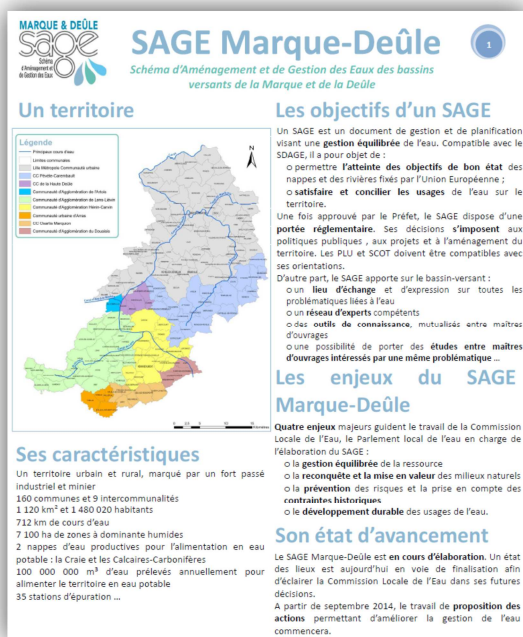 MARQUE & DEÛLE
sage
Schéma
d'Aménagement et
de Gestion des Eaux
SAGE Marque-Deûle
1
Schéma d'Aménagement et de Gestion des Eaux des bassins
versants de la Marque et de la Deûle
Un territoire
Légende
Principaux cours d'eau
Limites communales
Lille Métropole Communauté urbaine
CC Pévèle Carembault
CC de la Haute Deûle
Communauté d'Agglomération de l'Artois
Communauté d'Agglomération de Lens Liévin
Communauté d'Agglomération Hénin Carvin
Communauté urbaine d'Arras
CC Osartis Marquion
Communauté d'Agglomération du Douaisis
N
Ses caractéristiques
Un territoire urbain et rural, marqué par un fort passé
industriel et minier
160 communes et 9 intercommunalités
1 120 km² et 1 480 020 habitants
712 km de cours d'eau
7 100 ha de zones à dominante humides
2 nappes d'eau productives pour l'alimentation en eau
potable : la Craie et les Calcaires-Carbonifères
100 000 000 m³ d'eau prélevés annuellement pour
alimenter le territoire en eau potable
35 stations d'épuration ...
Les objectifs d'un SAGE
Un SAGE est un document de gestion et de planification
visant une gestion équilibrée de l'eau. Compatible avec le
SDAGE, il a pour objet de :
o permettre l'atteinte des objectifs de bon état des
nappes et des rivières fixés par l'Union Européenne ;
o satisfaire et concilier les usages de l'eau sur le
territoire.
Une fois approuvé par le Préfet, le SAGE dispose d'une
portée réglementaire. Ses décisions s'imposent aux
politiques publiques , aux projets et à l'aménagement du
territoire. Les PLU et SCOT doivent être compatibles avec
ses orientations.
D'autre part, le SAGE apporte sur le bassin-versant :
o un lieu d'échange et d'expression sur toutes les
problématiques liées à l'eau
o un réseau d'experts compétents
o des outils de connaissance, mutualisés entre maîtres
d'ouvrages
o une possibilité de porter des études entre maîtres
d'ouvrages intéressés par une même problématique ...
Les enjeux du SAGE
Marque-Deûle
Quatre enjeux majeurs guident le travail de la Commission
Locale de l'Eau, le Parlement local de l'eau en charge de
l'élaboration du SAGE :
o la gestion équilibrée de la ressource
o la reconquête et la mise en valeur des milieux naturels
o la prévention des risques et la prise en compte des
contraintes historiques
o le développement durable des usages de l'eau.
Son état d'avancement
Le SAGE Marque-Deûle est en cours d'élaboration. Un état
des lieux est aujourd'hui en voie de finalisation afin
d'éclairer la Commission Locale de l'Eau dans ses futures
décisions.
A partir de septembre 2014, le travail de proposition des
actions permettant d'améliorer la gestion de l'eau
commencera.